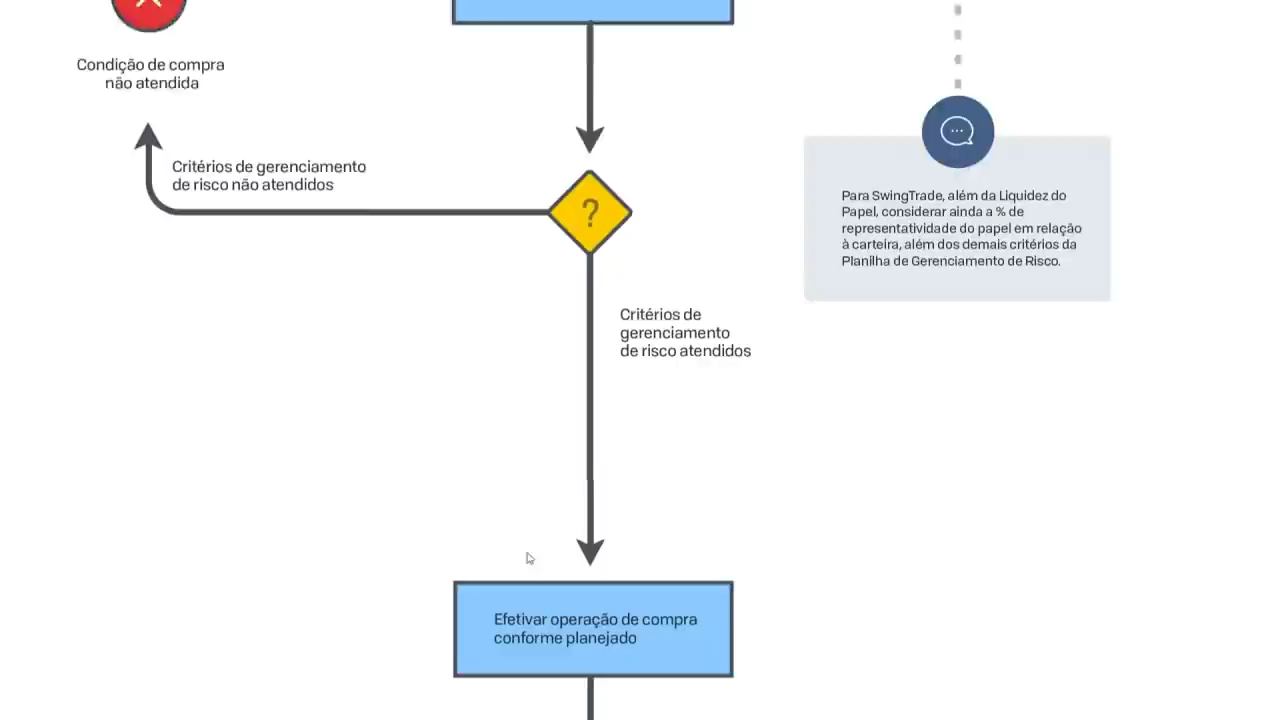 Condição de compra
não atendida
Critérios de gerenciamento
de risco não atendidos
?
Para SwingTrade, além da Liquidez do
Papel, considerar ainda a % de
representatividade do papel em relação
à carteira, além dos demais critérios da
Planilha de Gerenciamento de Risco.
Critérios de
gerenciamento
de risco atendidos
Efetivar operação de compra
conforme planejado